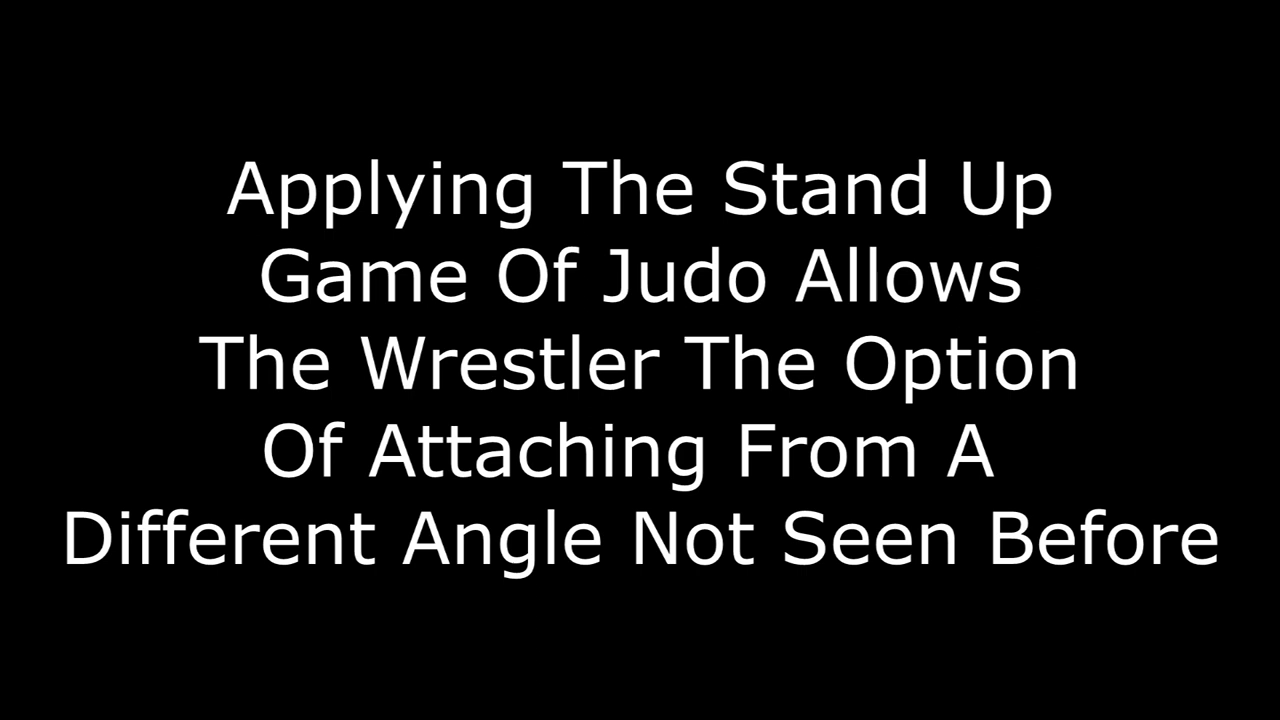 Applying The Stand Up
Game Of Judo Allows
The Wrestler The Option
Of Attaching From A
Different Angle Not Seen Before